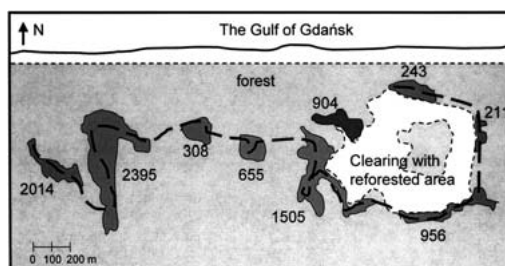 N
The Gulf of Gdańsk
forest
243
904
211
308
Clearing with
reforested area
2395
655
2014
1505
956
0 100 200 m